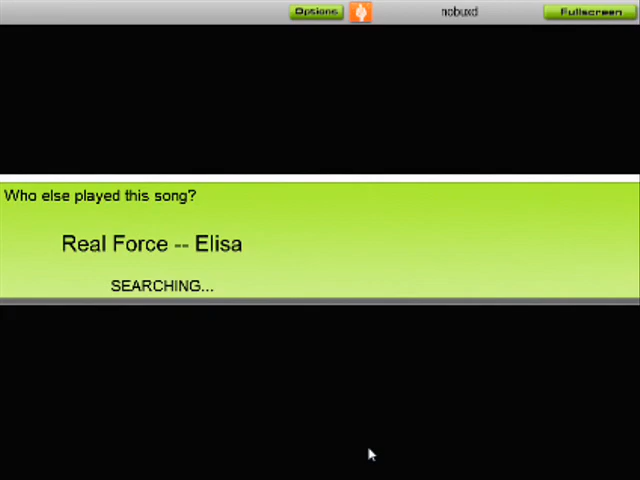 Options
nobuxd
Fullscreen
Who else played this song?
Real Force -- Elisa
SEARCHING...